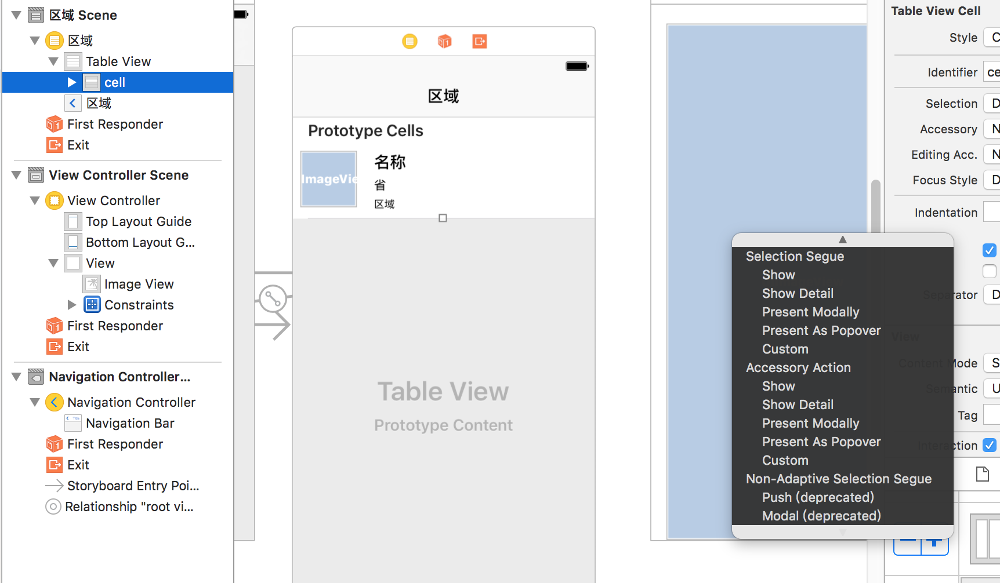 区域 Scene
区域
Table View
cell
区域
First Responder
Exit
View Controller Scene
View Controller
Top Layout Guide
Bottom Layout G...
View
Image View
Constraints
First Responder
Exit
Navigation Controller...
Navigation Controller
Navigation Bar
First Responder
Exit
Storyboard Entry Poi...
Relationship "root vi...
区域
Prototype Cells
ImageVie
名称
省
区域
Table View
Prototype Content
Selection Segue
Show
Show Detail
Present Modally
Present As Popover
Custom
Accessory Action
Show
Show Detail
Present Modally
Present As Popover
Custom
Non-Adaptive Selection Segue
Push (deprecated)
Modal (deprecated)
Table View Cell
Style C
Identifier ce
Selection D
Accessory N
Editing Acc. N
Focus Style D
Indentation
Separator D
View
Content Mode S
Semantic U
Tag
Interaction